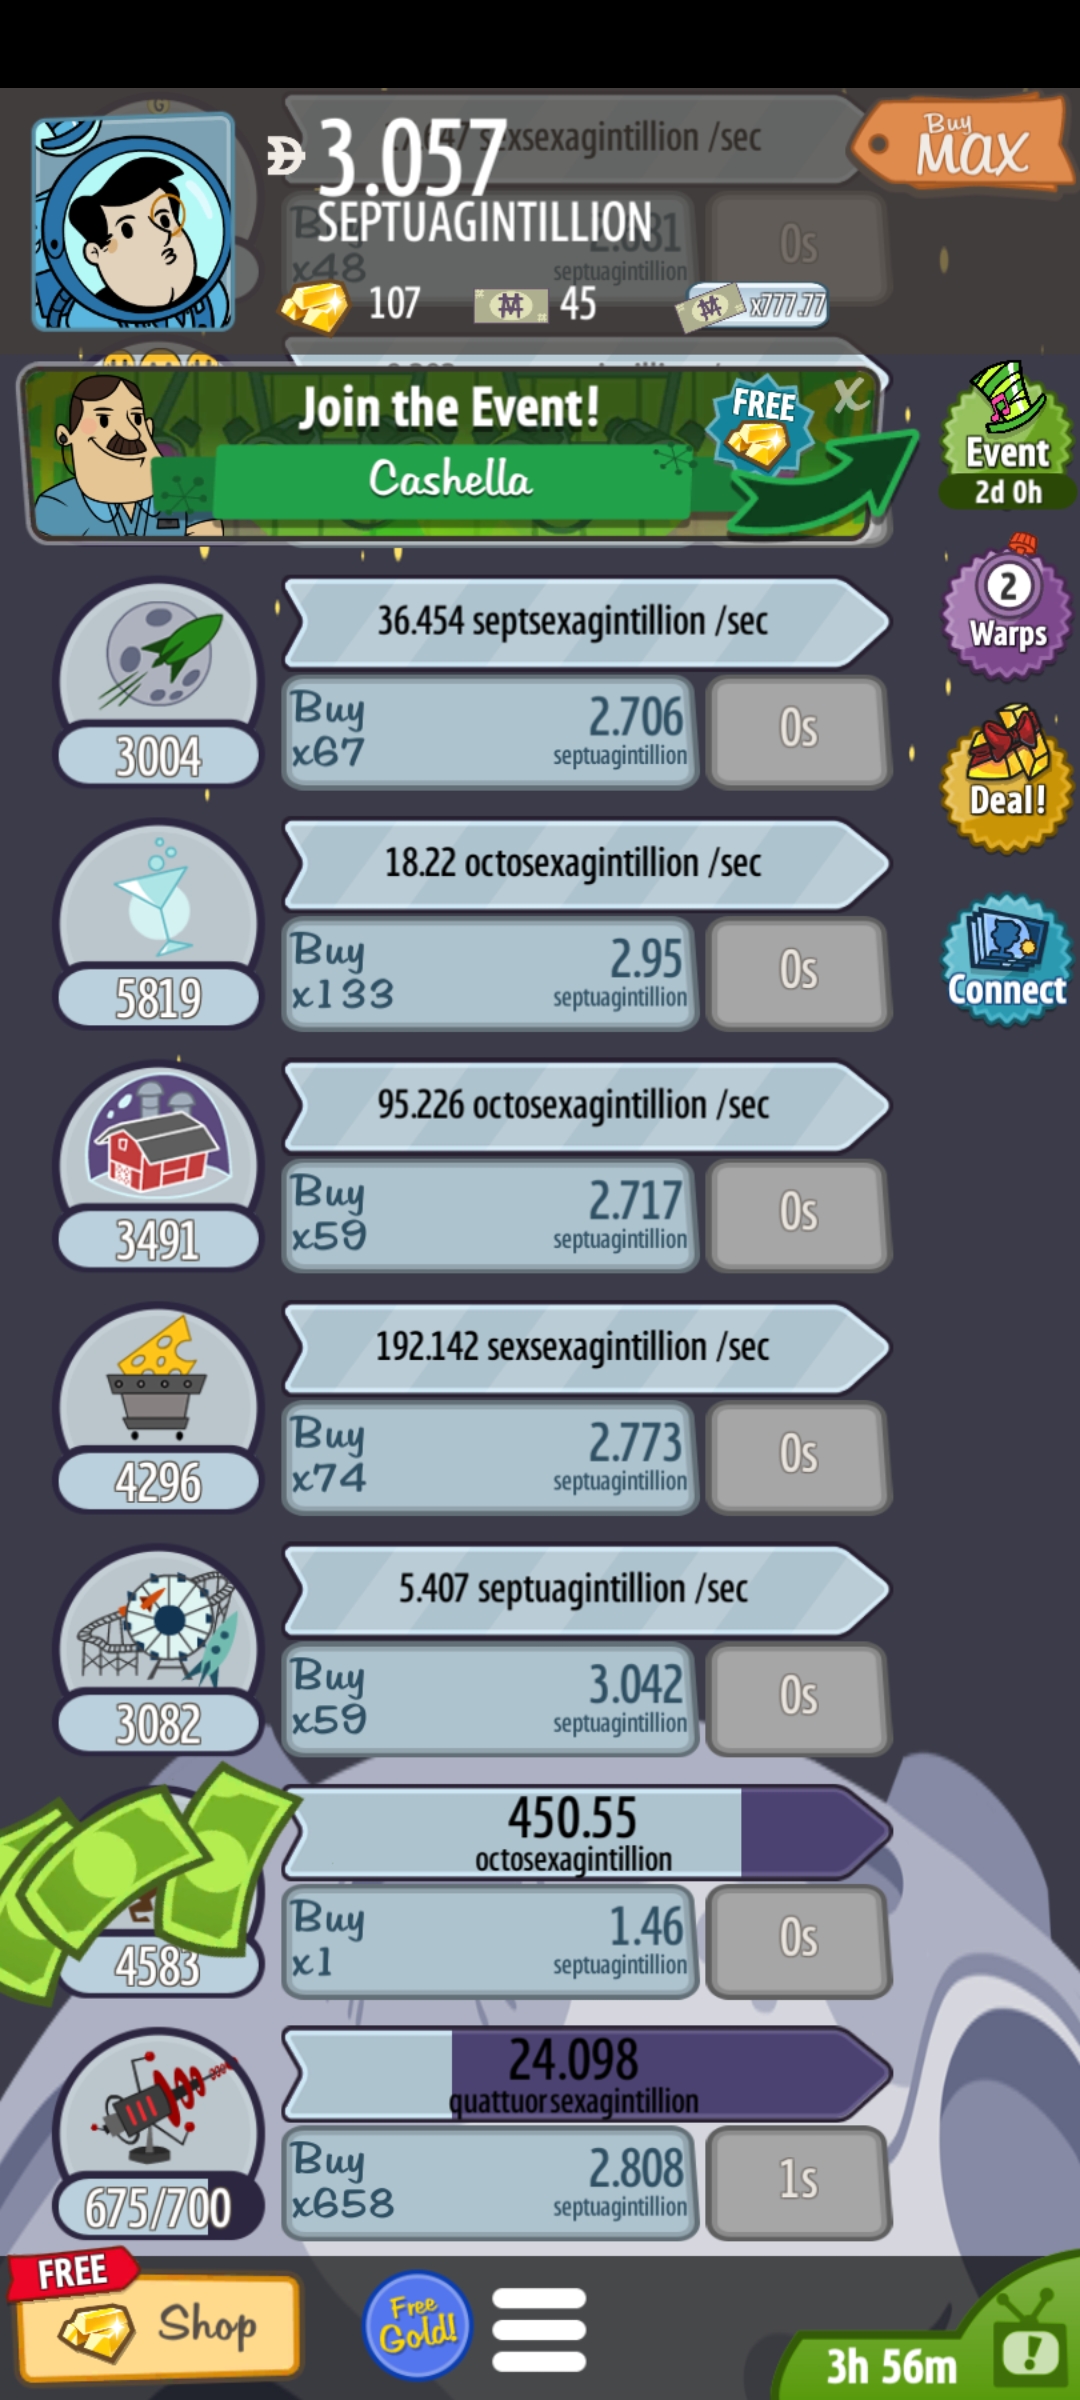 3.057
SEPTUAGINTILLION
Buy
MAX
sexsexagintillion /sec
x48
septuagintillion
0s
107
45
x777.77
Join the Event!
Cashella
FREE
X
Event
2d 0h
36.454 septsexagintillion /sec
Buy
x67
2.706
septuagintillion
0s
3004
2
Warps
Deal!
18.22 octosexagintillion /sec
Buy
x133
2.95
septuagintillion
0s
5819
Connect
95.226 octosexagintillion /sec
Buy
x59
2.717
septuagintillion
0s
3491
192.142 sexsexagintillion /sec
Buy
x74
2.773
septuagintillion
0s
4296
5.407 septuagintillion /sec
Buy
x59
3.042
septuagintillion
0s
3082
450.55
octosexagintillion
Buy
x1
1.46
septuagintillion
0s
4583
24.098
quattuorsexagintillion
Buy
x658
2.808
septuagintillion
1s
675/700
FREE
Shop
Free
Gold!
3h 56m